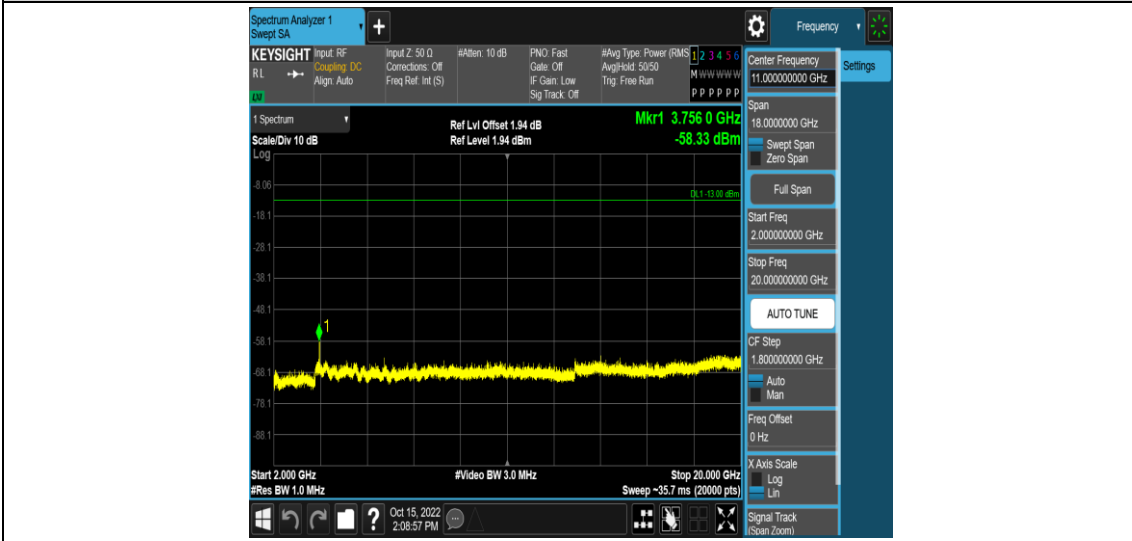 Spectrum Analyzer 1
Swept SA
+
Frequency
KEYSIGHT
RL
Input: RF
Coupling: DC
Align: Auto
Input Z: 50 Ω
Corrections: Off
Freq Ref: Int (S)
#Atten: 10 dB
PNO: Fast
Gate: Off
IF Gain: Low
Sig Track: Off
#Avg Type: Power (RMS
Avg|Hold: 50/50
Trig: Free Run
1 2 3 4 5 6
M W W W W W
P P P P P P
1 Spectrum
Scale/Div 10 dB
Log
Ref Lvl Offset 1.94 dB
Ref Level 1.94 dBm
Mkr1 3.756 0 GHz
-58.33 dBm
-8.06
DL1 -13.00 dBm
-18.1
-28.1
-38.1
-48.1
1
-58.1
-68.1
-78.1
-88.1
Start 2.000 GHz
#Res BW 1.0 MHz
#Video BW 3.0 MHz
Stop 20.000 GHz
Sweep ~35.7 ms (20000 pts)
?
Oct 15, 2022
2:08:57 PM
Center Frequency
11.000000000 GHz
Settings
Span
18.0000000 GHz
Swept Span
Zero Span
Full Span
Start Freq
2.000000000 GHz
Stop Freq
20.000000000 GHz
AUTO TUNE
CF Step
1.800000000 GHz
Auto
Man
Freq Offset
0 Hz
X Axis Scale
Log
Lin
Signal Track
(Span Zoom)